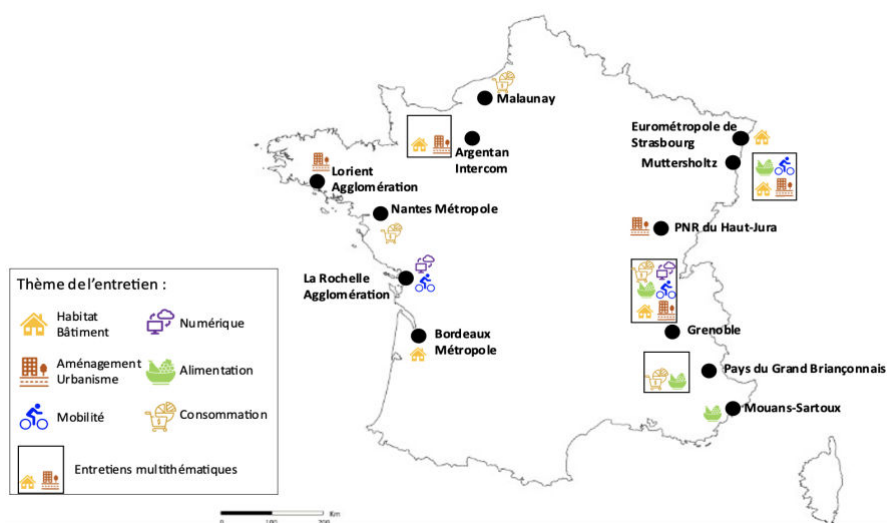 Malaunay
Argentan
Intercom
Eurométropole de
Strasbourg
Muttersholtz
Lorient
Agglomération
Nantes Métropole
PNR du Haut-Jura
La Rochelle
Agglomération
Bordeaux
Métropole
Grenoble
Pays du Grand Briançonnais
Mouans-Sartoux
Thème de l'entretien :
Habitat
Bâtiment
Numérique
Aménagement
Urbanisme
Alimentation
Mobilité
Consommation
Entretiens multithématiques
Km
0